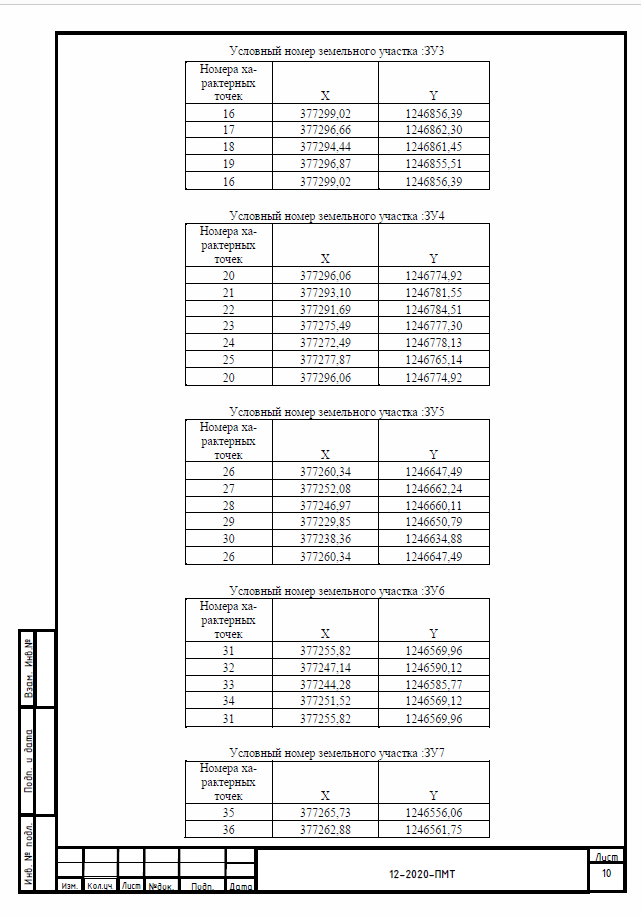 Условный номер земельного участка :ЗУ3
Номера ха-
рактерных
точек X Y
16 377299,02 1246856,39
17 377296,66 1246862,30
18 377294,44 1246861,45
19 377296,87 1246855,51
16 377299,02 1246856,39
Условный номер земельного участка :ЗУ4
Номера ха-
рактерных
точек X Y
20 377296,06 1246774,92
21 377293,10 1246781,55
22 377291,69 1246784,51
23 377275,49 1246777,30
24 377272,49 1246778,13
25 377277,87 1246765,14
20 377296,06 1246774,92
Условный номер земельного участка :ЗУ5
Номера ха-
рактерных
точек X Y
26 377260,34 1246647,49
27 377252,08 1246662,24
28 377246,97 1246660,11
29 377229,85 1246650,79
30 377238,36 1246634,88
26 377260,34 1246647,49
Условный номер земельного участка :ЗУ6
Номера ха-
рактерных
точек X Y
31 377255,82 1246569,96
32 377247,14 1246590,12
33 377244,28 1246585,77
34 377251,52 1246569,12
31 377255,82 1246569,96
Условный номер земельного участка :ЗУ7
Номера ха-
рактерных
точек X Y
35 377265,73 1246556,06
36 377262,88 1246561,75
Взам. Инв.№
Подп. и дата
Инв. № подл.
Изм. Кол.уч. Лист №док. Подп. Дата
12-2020-ПМТ
Лист
10